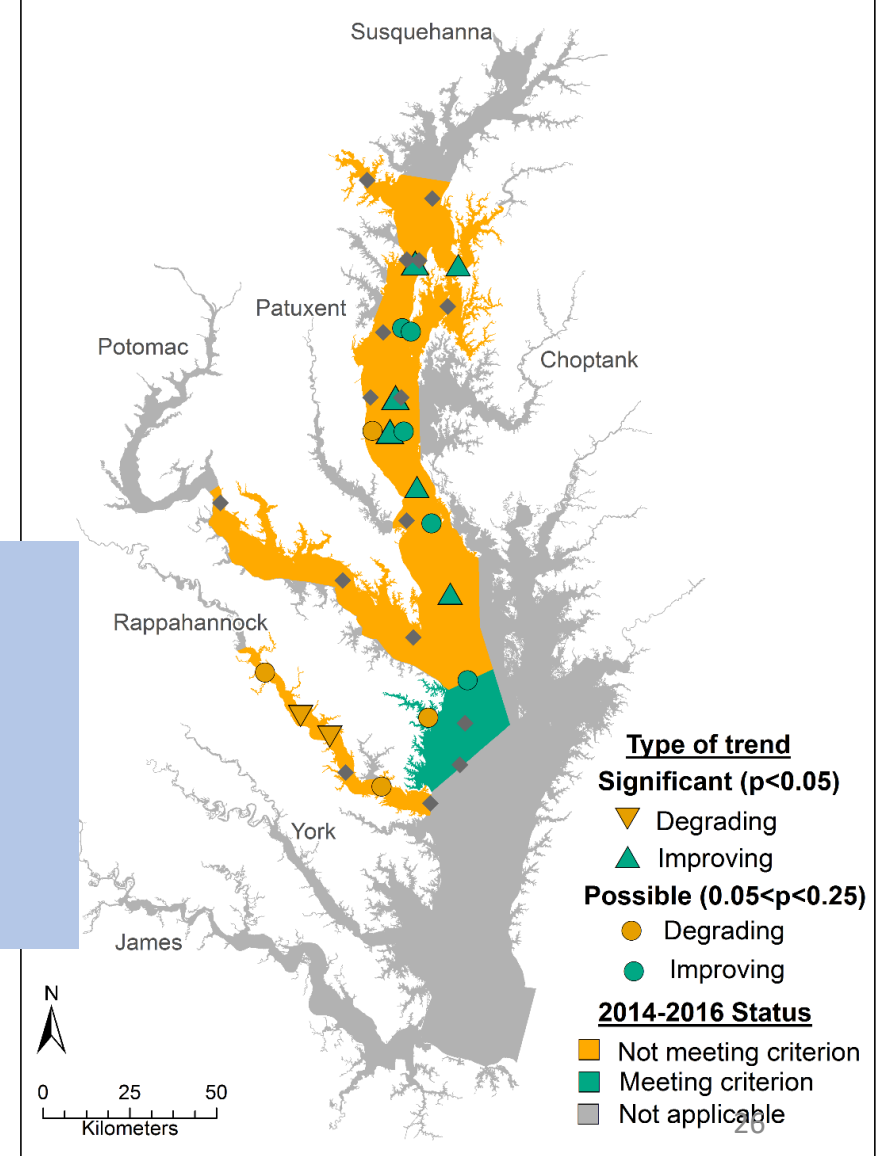 Susquehanna
Patuxent
Potomac
Choptank
Rappahannock
York
James
N
0 25 50
Kilometers
Type of trend
Significant (p<0.05)
Degrading
Improving
Possible (0.05<p<0.25)
Degrading
Improving
2014-2016 Status
Not meeting criterion
Meeting criterion
Not applicable
26